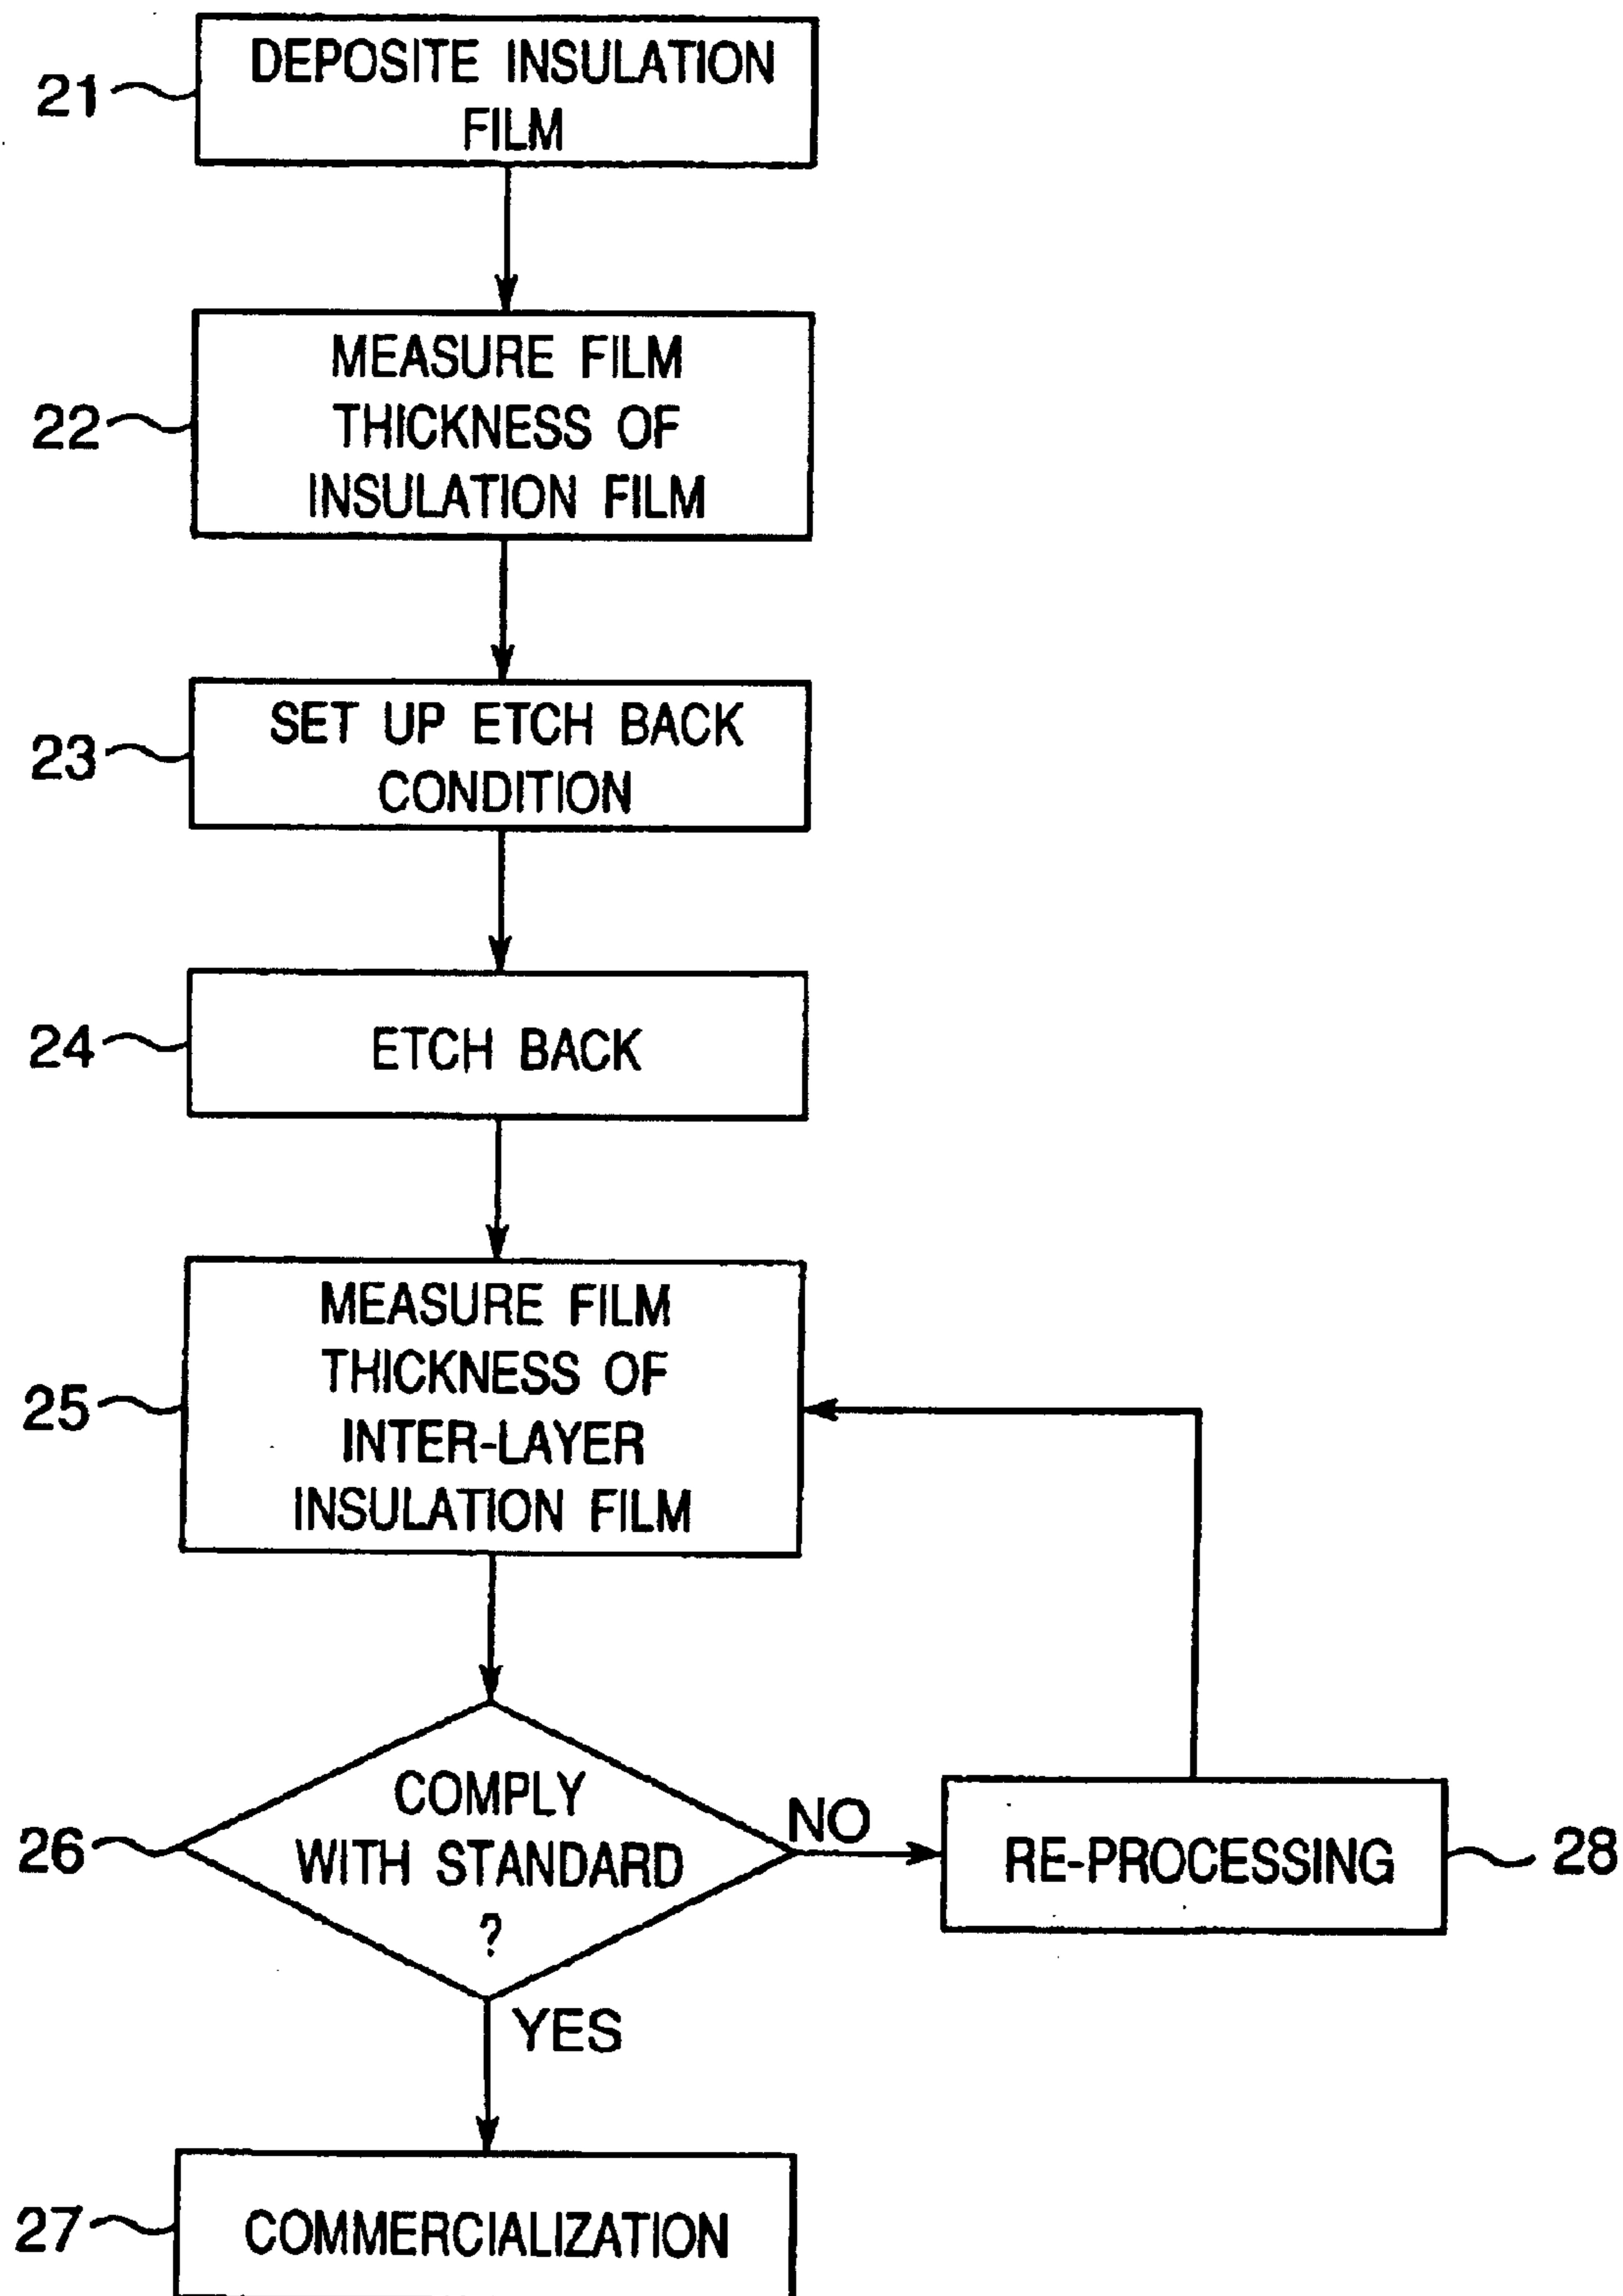 21
DEPOSITE INSULATION
FILM
22
MEASURE FILM
THICKNESS OF
INSULATION FILM
23
SET UP ETCH BACK
CONDITION
24
ETCH BACK
25
MEASURE FILM
THICKNESS OF
INTER-LAYER
INSULATION FILM
26
COMPLY
WITH STANDARD
?
NO
RE-PROCESSING
28
YES
27
COMMERCIALIZATION